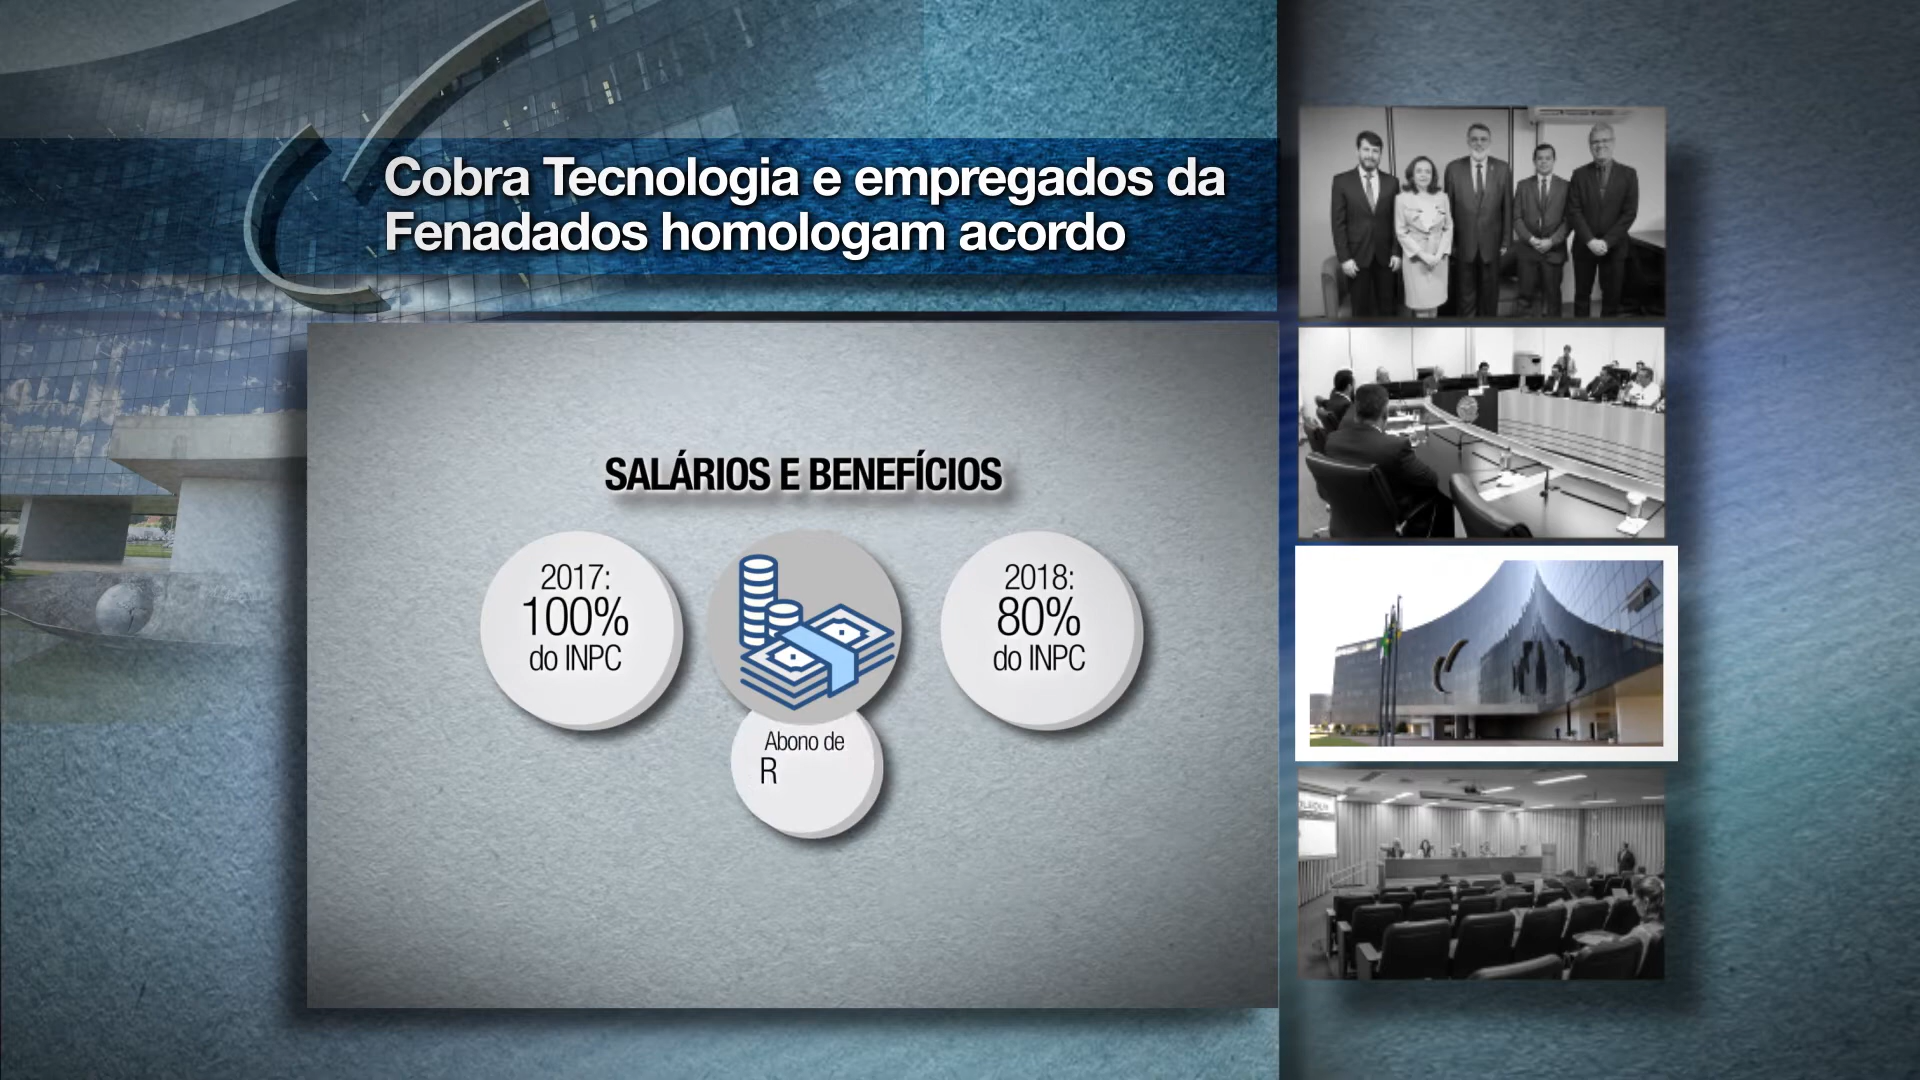 Cobra Tecnologia e empregados da
Fenadados homologam acordo
SALÁRIOS E BENEFÍCIOS
2017:
100%
do INPC
2018:
80%
do INPC
Abono de
R